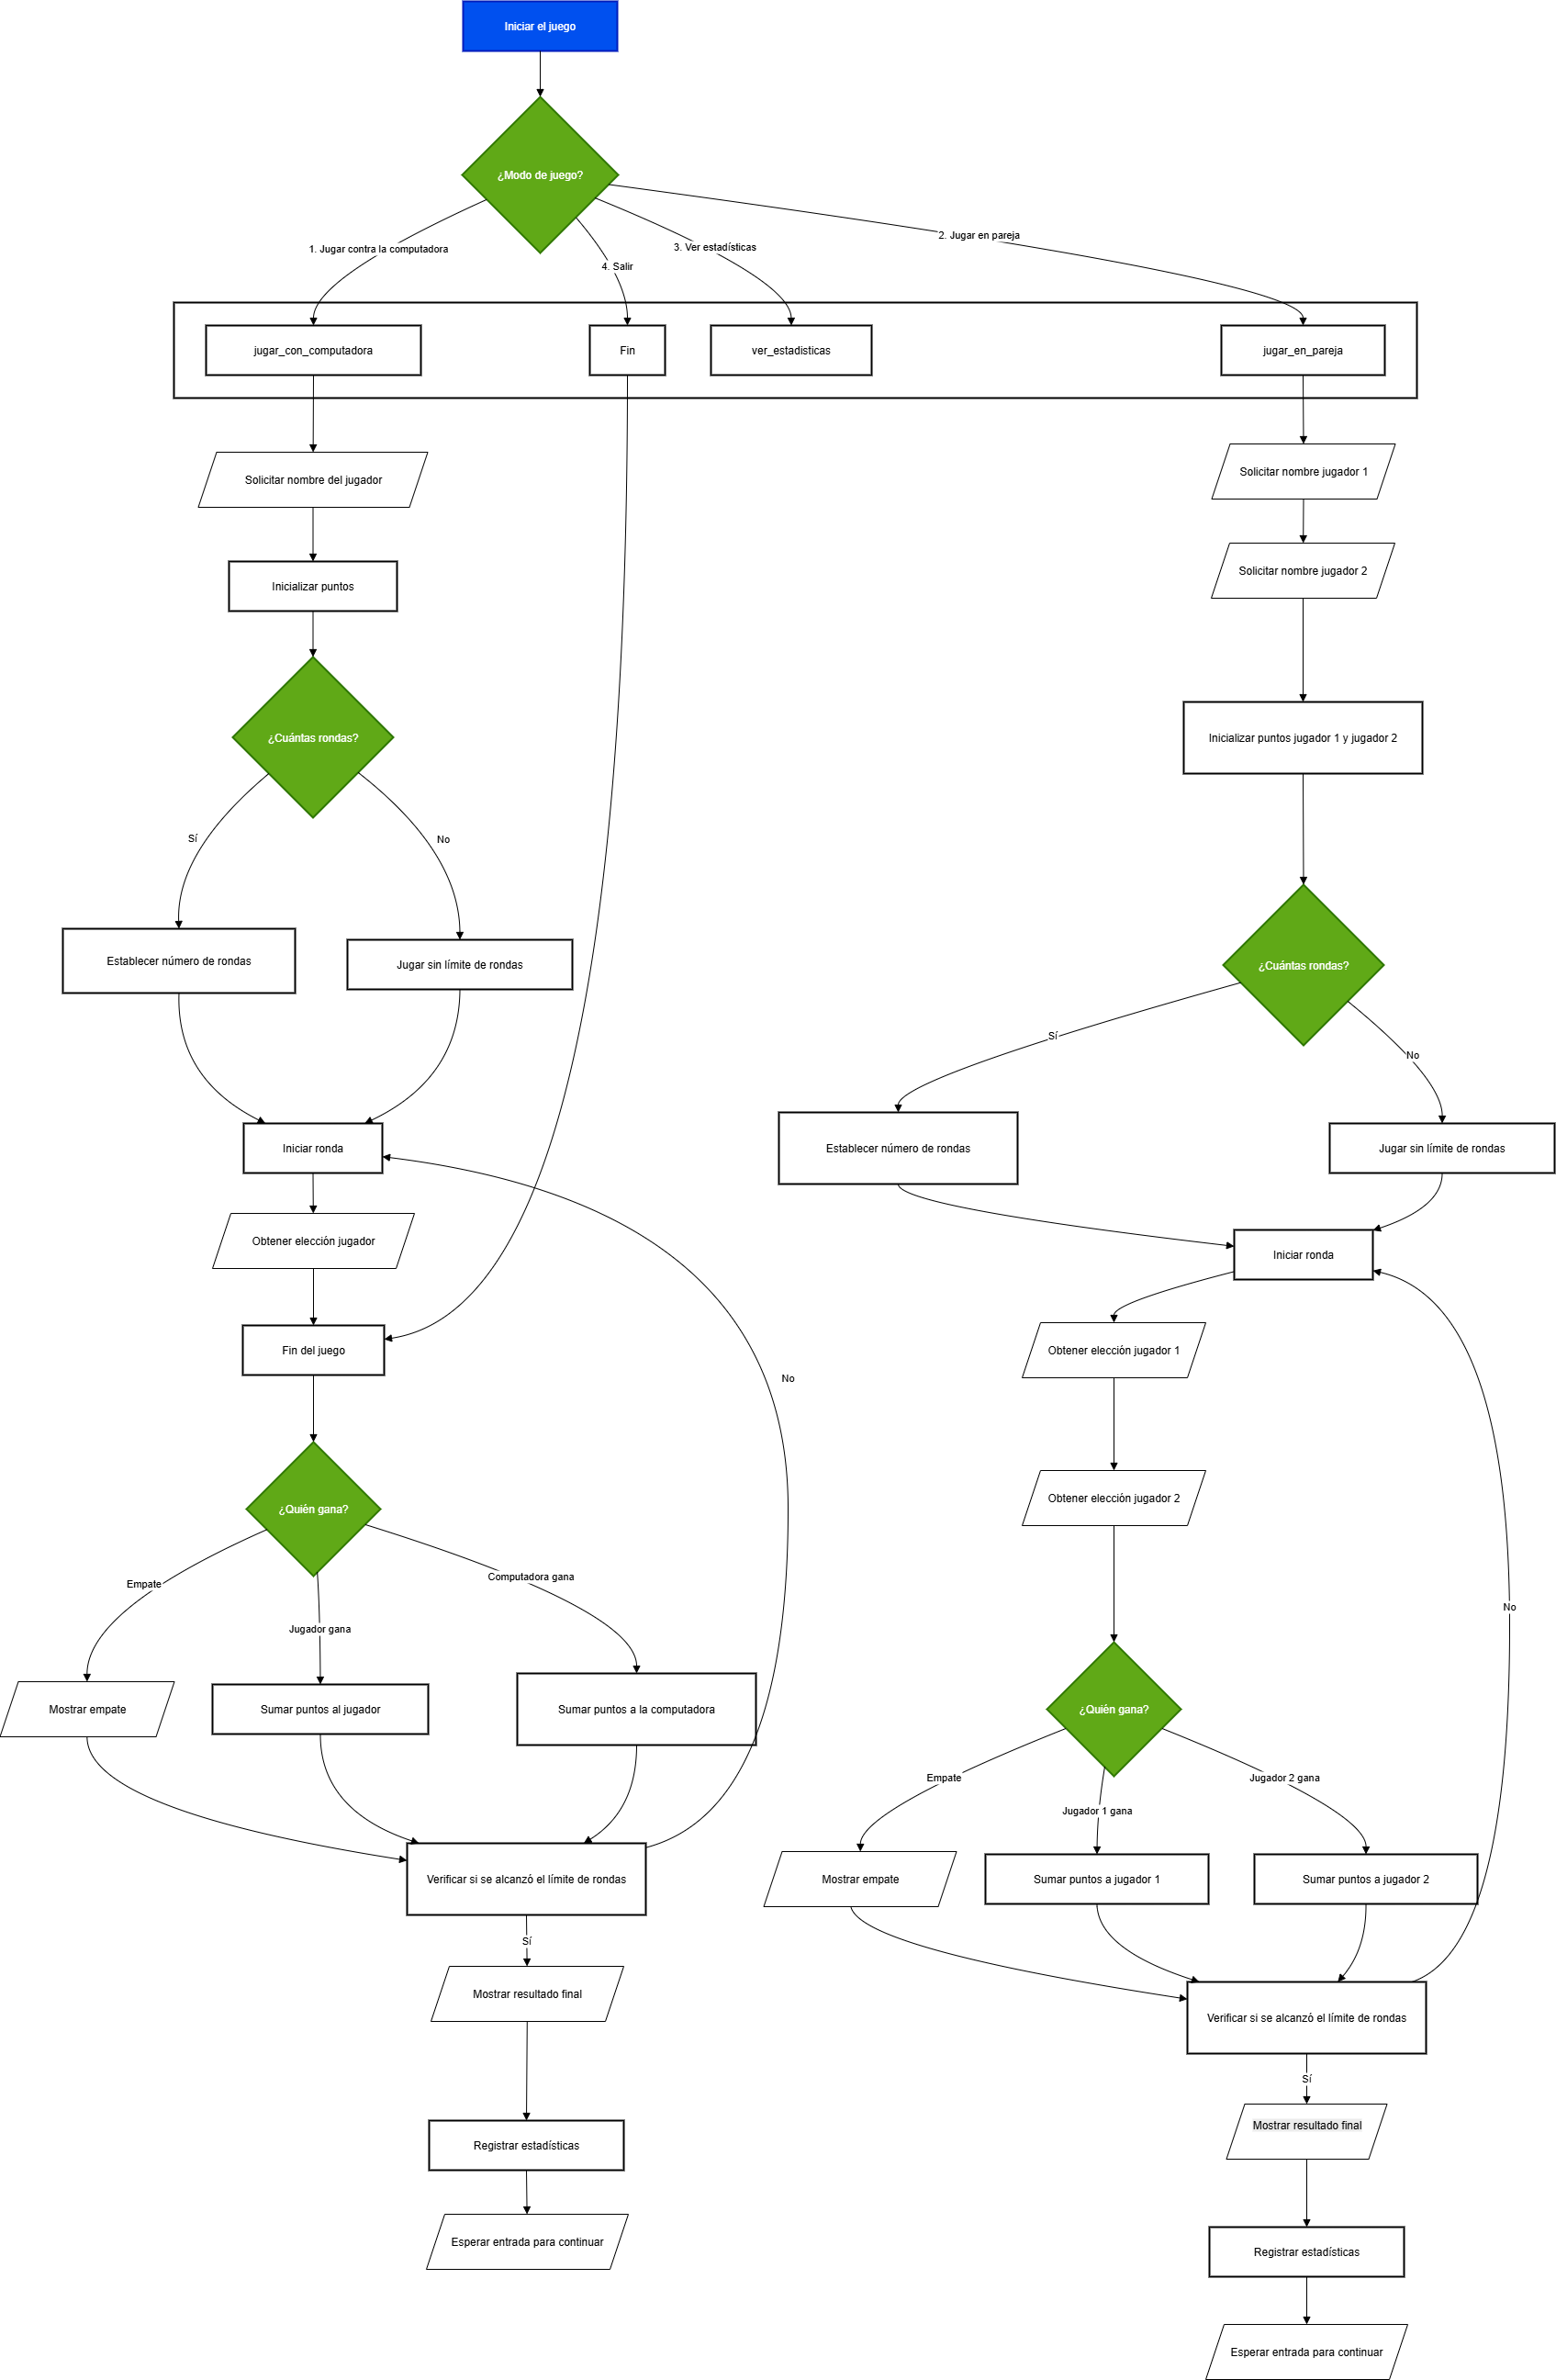 Iniciar el juego
¿Modo de juego?
1. Jugar contra la computadora
4. Salir
3. Ver estadísticas
2. Jugar en pareja
jugar_con_computadora
Fin
ver_estadisticas
jugar_en_pareja
Solicitar nombre del jugador
Solicitar nombre jugador 1
Inicializar puntos
Solicitar nombre jugador 2
¿Cuántas rondas?
Inicializar puntos jugador 1 y jugador 2
Sí
No
Establecer número de rondas
Jugar sin límite de rondas
¿Cuántas rondas?
Sí
No
Iniciar ronda
Establecer número de rondas
Jugar sin límite de rondas
Obtener elección jugador
Iniciar ronda
Fin del juego
Obtener elección jugador 1
No
¿Quién gana?
Obtener elección jugador 2
Empate
Jugador gana
Computadora gana
No
Mostrar empate
Sumar puntos al jugador
Sumar puntos a la computadora
¿Quién gana?
Empate
Jugador 1 gana
Jugador 2 gana
Verificar si se alcanzó el límite de rondas
Mostrar empate
Sumar puntos a jugador 1
Sumar puntos a jugador 2
Sí
Mostrar resultado final
Verificar si se alcanzó el límite de rondas
Sí
Mostrar resultado final
Registrar estadísticas
Esperar entrada para continuar
Registrar estadísticas
Esperar entrada para continuar